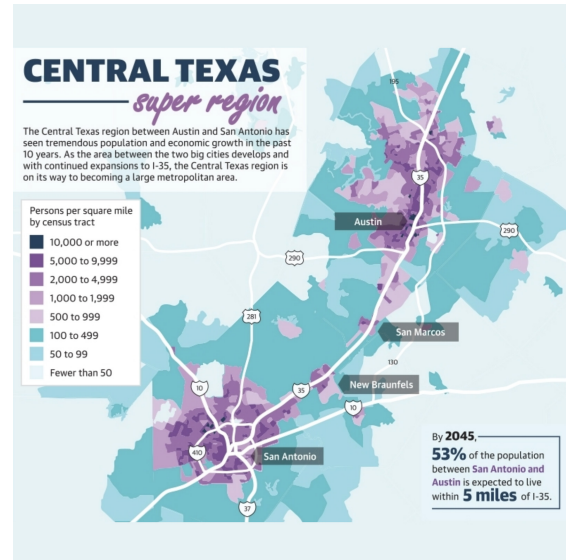 CENTRAL TEXAS
super region
The Central Texas region between Austin and San Antonio has
seen tremendous population and economic growth in the past
10 years. As the area between the two big cities develops and
with continued expansions to I-35, the Central Texas region is
on its way to becoming a large metropolitan area.
Persons per square mile
by census tract
10,000 or more
5,000 to 9,999
2,000 to 4,999
1,000 to 1,999
500 to 999
100 to 499
50 to 99
Fewer than 50
195
35
Austin
290
290
281
San Marcos
130
New Braunfels
10
35
10
410
San Antonio
37
By 2045,
53% of the population
between San Antonio and
Austin is expected to live
within 5 miles of I-35.